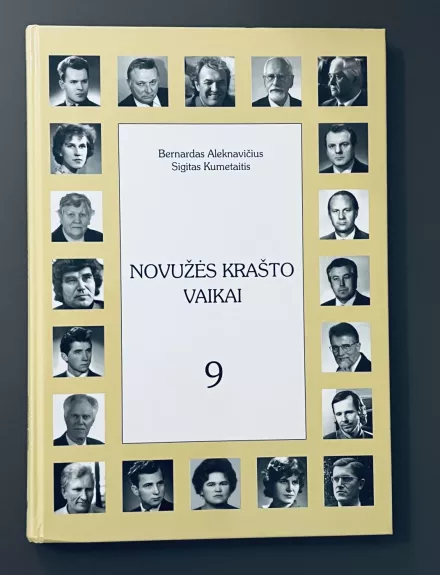 Bernardas Aleknavičius
Sigitas Kumetaitis
NOVUŽĖS KRAŠTO
VAIKAI
9